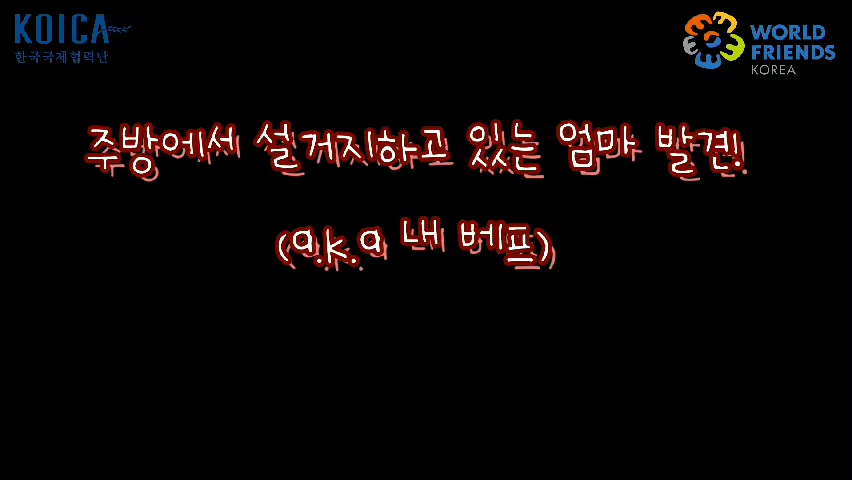 KOICA
한국국제협력단
WORLD
FRIENDS
KOREA
주방에서 설거지하고 있는 엄마 발견!
(a.k.a 내 베프)